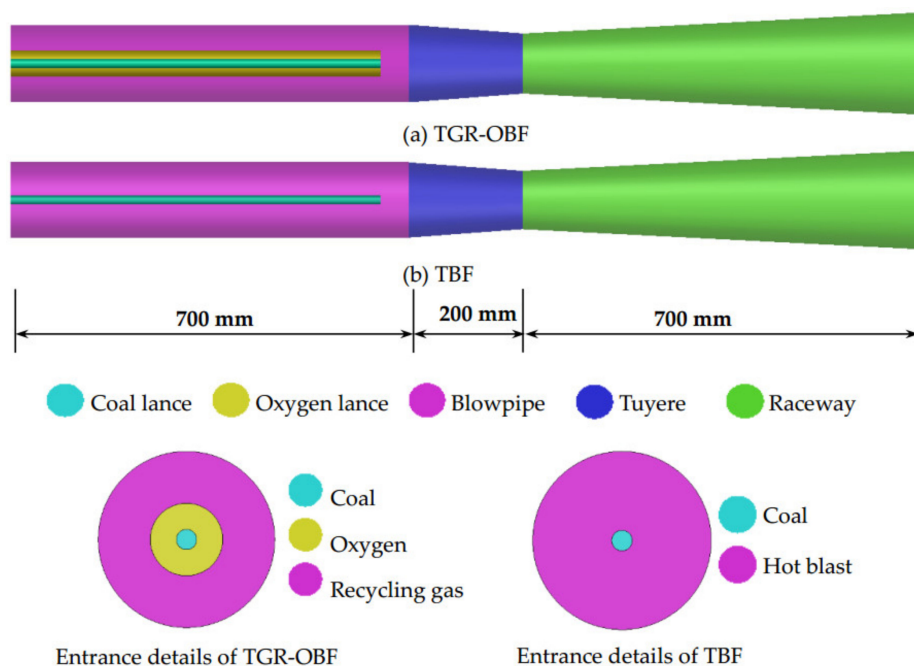 (a) TGR-OBF
(b) TBF
700 mm
200 mm
700 mm
Coal lance
Oxygen lance
Blowpipe
Tuyere
Raceway
Coal
Oxygen
Recycling gas
Entrance details of TGR-OBF
Coal
Hot blast
Entrance details of TBF